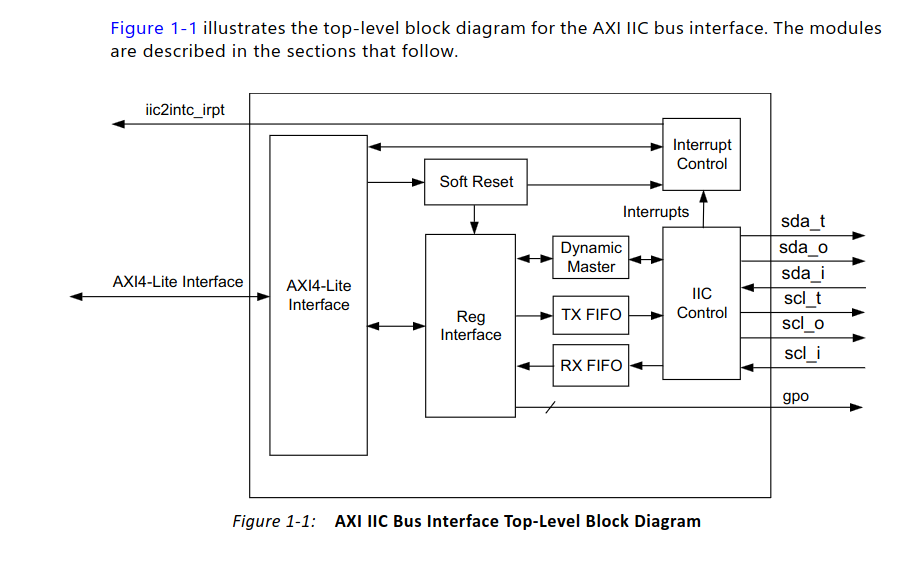 Figure 1-1 illustrates the top-level block diagram for the AXI IIC bus interface. The modules
are described in the sections that follow.
iic2intc_irpt
Interrupt
Control
Soft Reset
Interrupts
sda_t
Dynamic
Master
sda_o
AXI4-Lite Interface
AXI4-Lite
Interface
sda_i
IIC
Control
scl_t
Reg
Interface
TX FIFO
scl_o
RX FIFO
scl_i
gpo
Figure 1-1: AXI IIC Bus Interface Top-Level Block Diagram